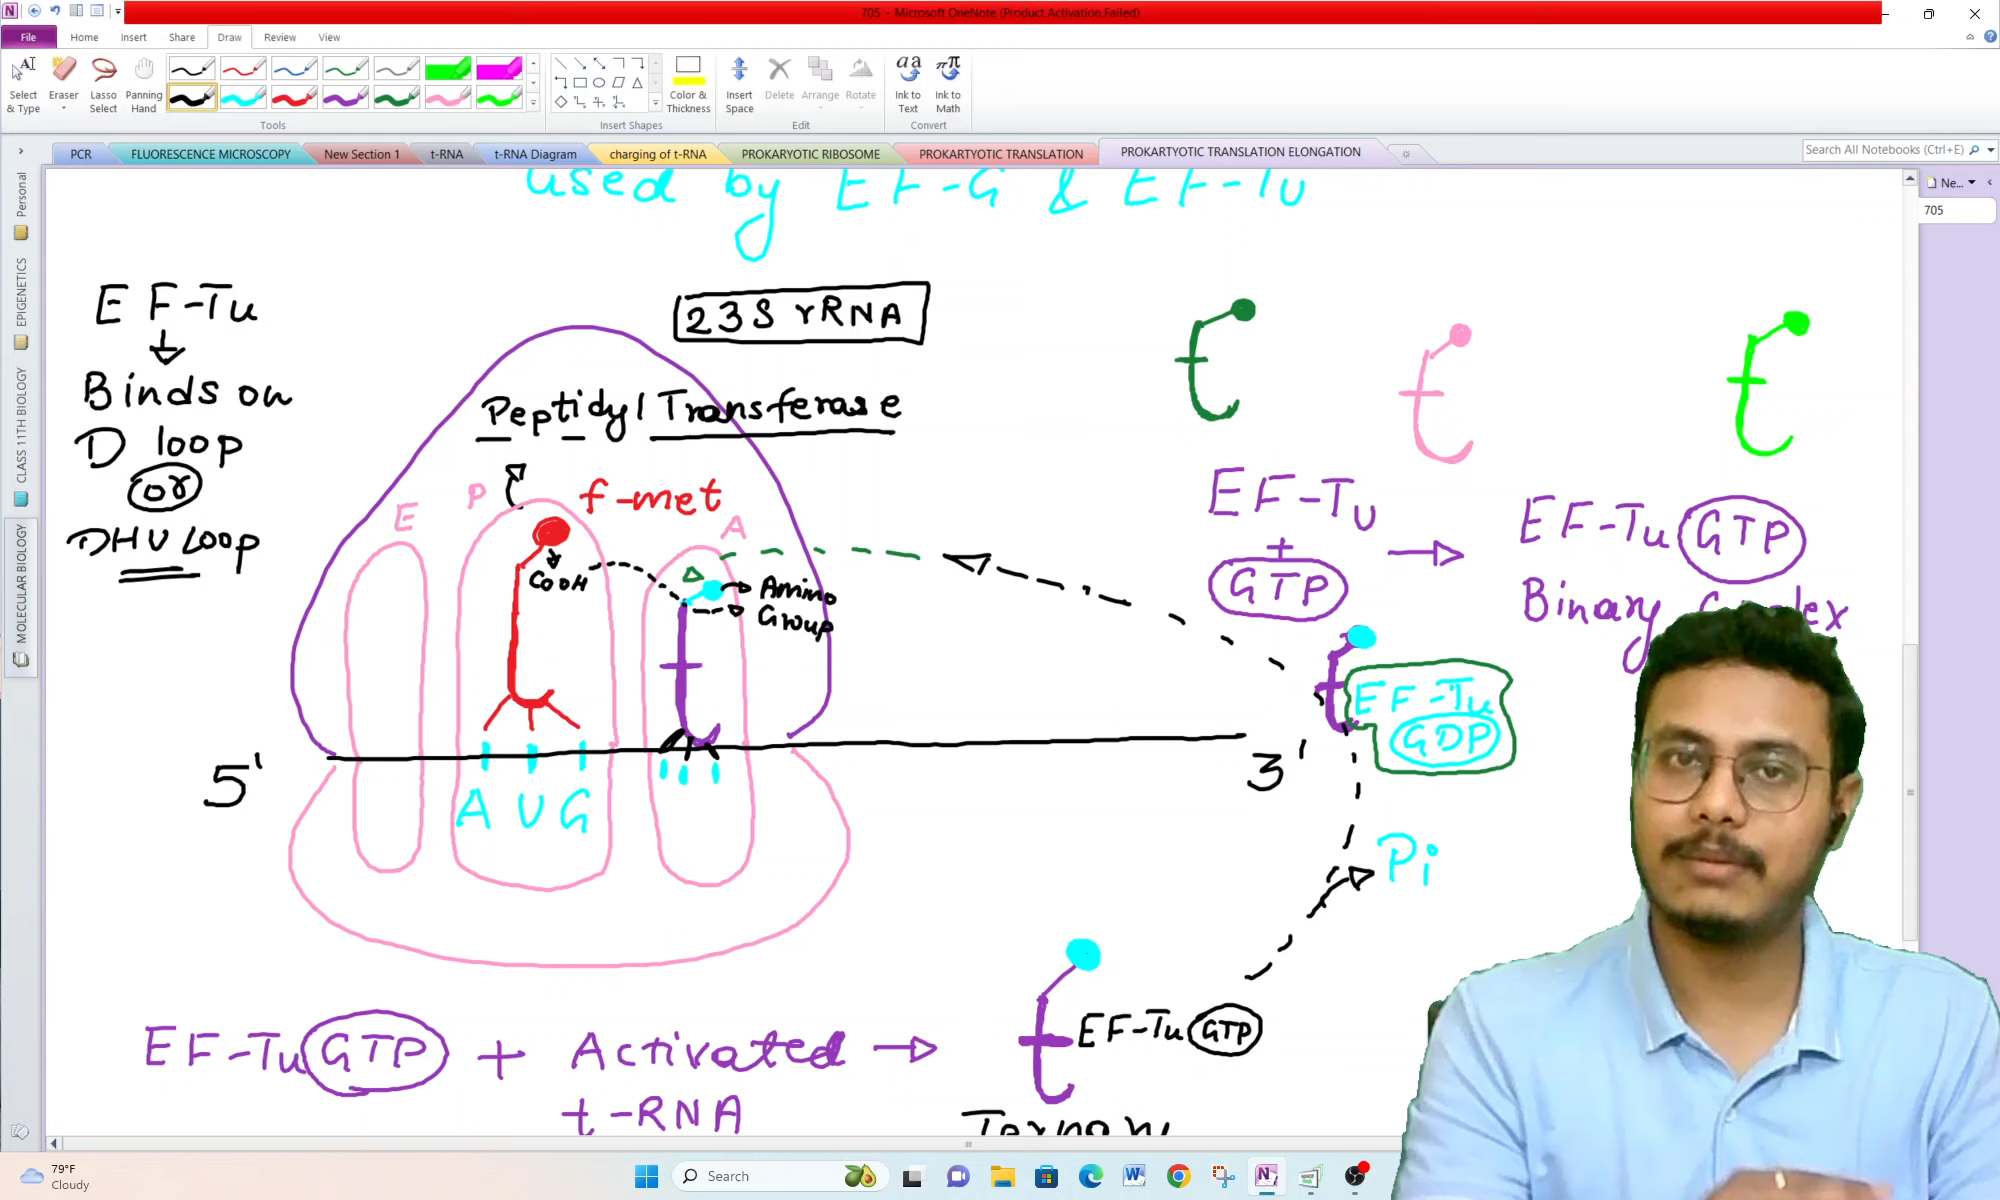 705 - Microsoft OneNote (Product Activation Failed)
File Home Insert Share Draw Review View
Select & Type
Eraser
Lasso Select
Panning Hand
Tools
Insert Shapes
Color & Thickness
Insert Space
Delete
Arrange
Rotate
Edit
Ink to Text
Ink to Math
Convert
PCR
FLUORESCENCE MICROSCOPY
New Section 1
t-RNA
t-RNA Diagram
charging of t-RNA
PROKARYOTIC RIBOSOME
PROKARTYOTIC TRANSLATION
PROKARTYOTIC TRANSLATION ELONGATION
Search All Notebooks (Ctrl+E)
Ne...
705
Personal
EPIGENETICS
CLASS 11TH BIOLOGY
MOLECULAR BIOLOGY
used by EF-G & EF-Tu
EF-Tu
Binds on
D loop
or
DHU Loop
23S rRNA
Peptidyl Transferase
E P A
f-met
COOH
Amino
Group
5' 3'
A U G
EF-Tu
+
GTP
EF-Tu GTP
Binary
EF-Tu
GDP
Pi
EF-Tu GTP + Activated
t-RNA
EF-Tu GTP
79°F
Cloudy
Search